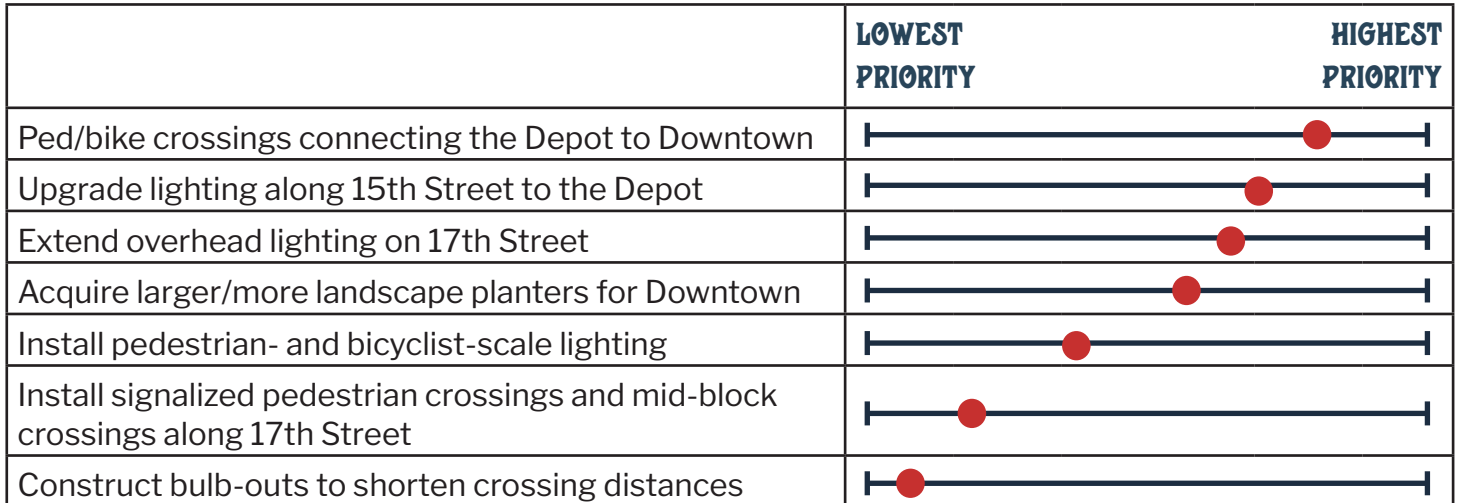 LOWEST PRIORITY
HIGHEST PRIORITY
Ped/bike crossings connecting the Depot to Downtown
Upgrade lighting along 15th Street to the Depot
Extend overhead lighting on 17th Street
Acquire larger/more landscape planters for Downtown
Install pedestrian- and bicyclist-scale lighting
Install signalized pedestrian crossings and mid-block
crossings along 17th Street
Construct bulb-outs to shorten crossing distances